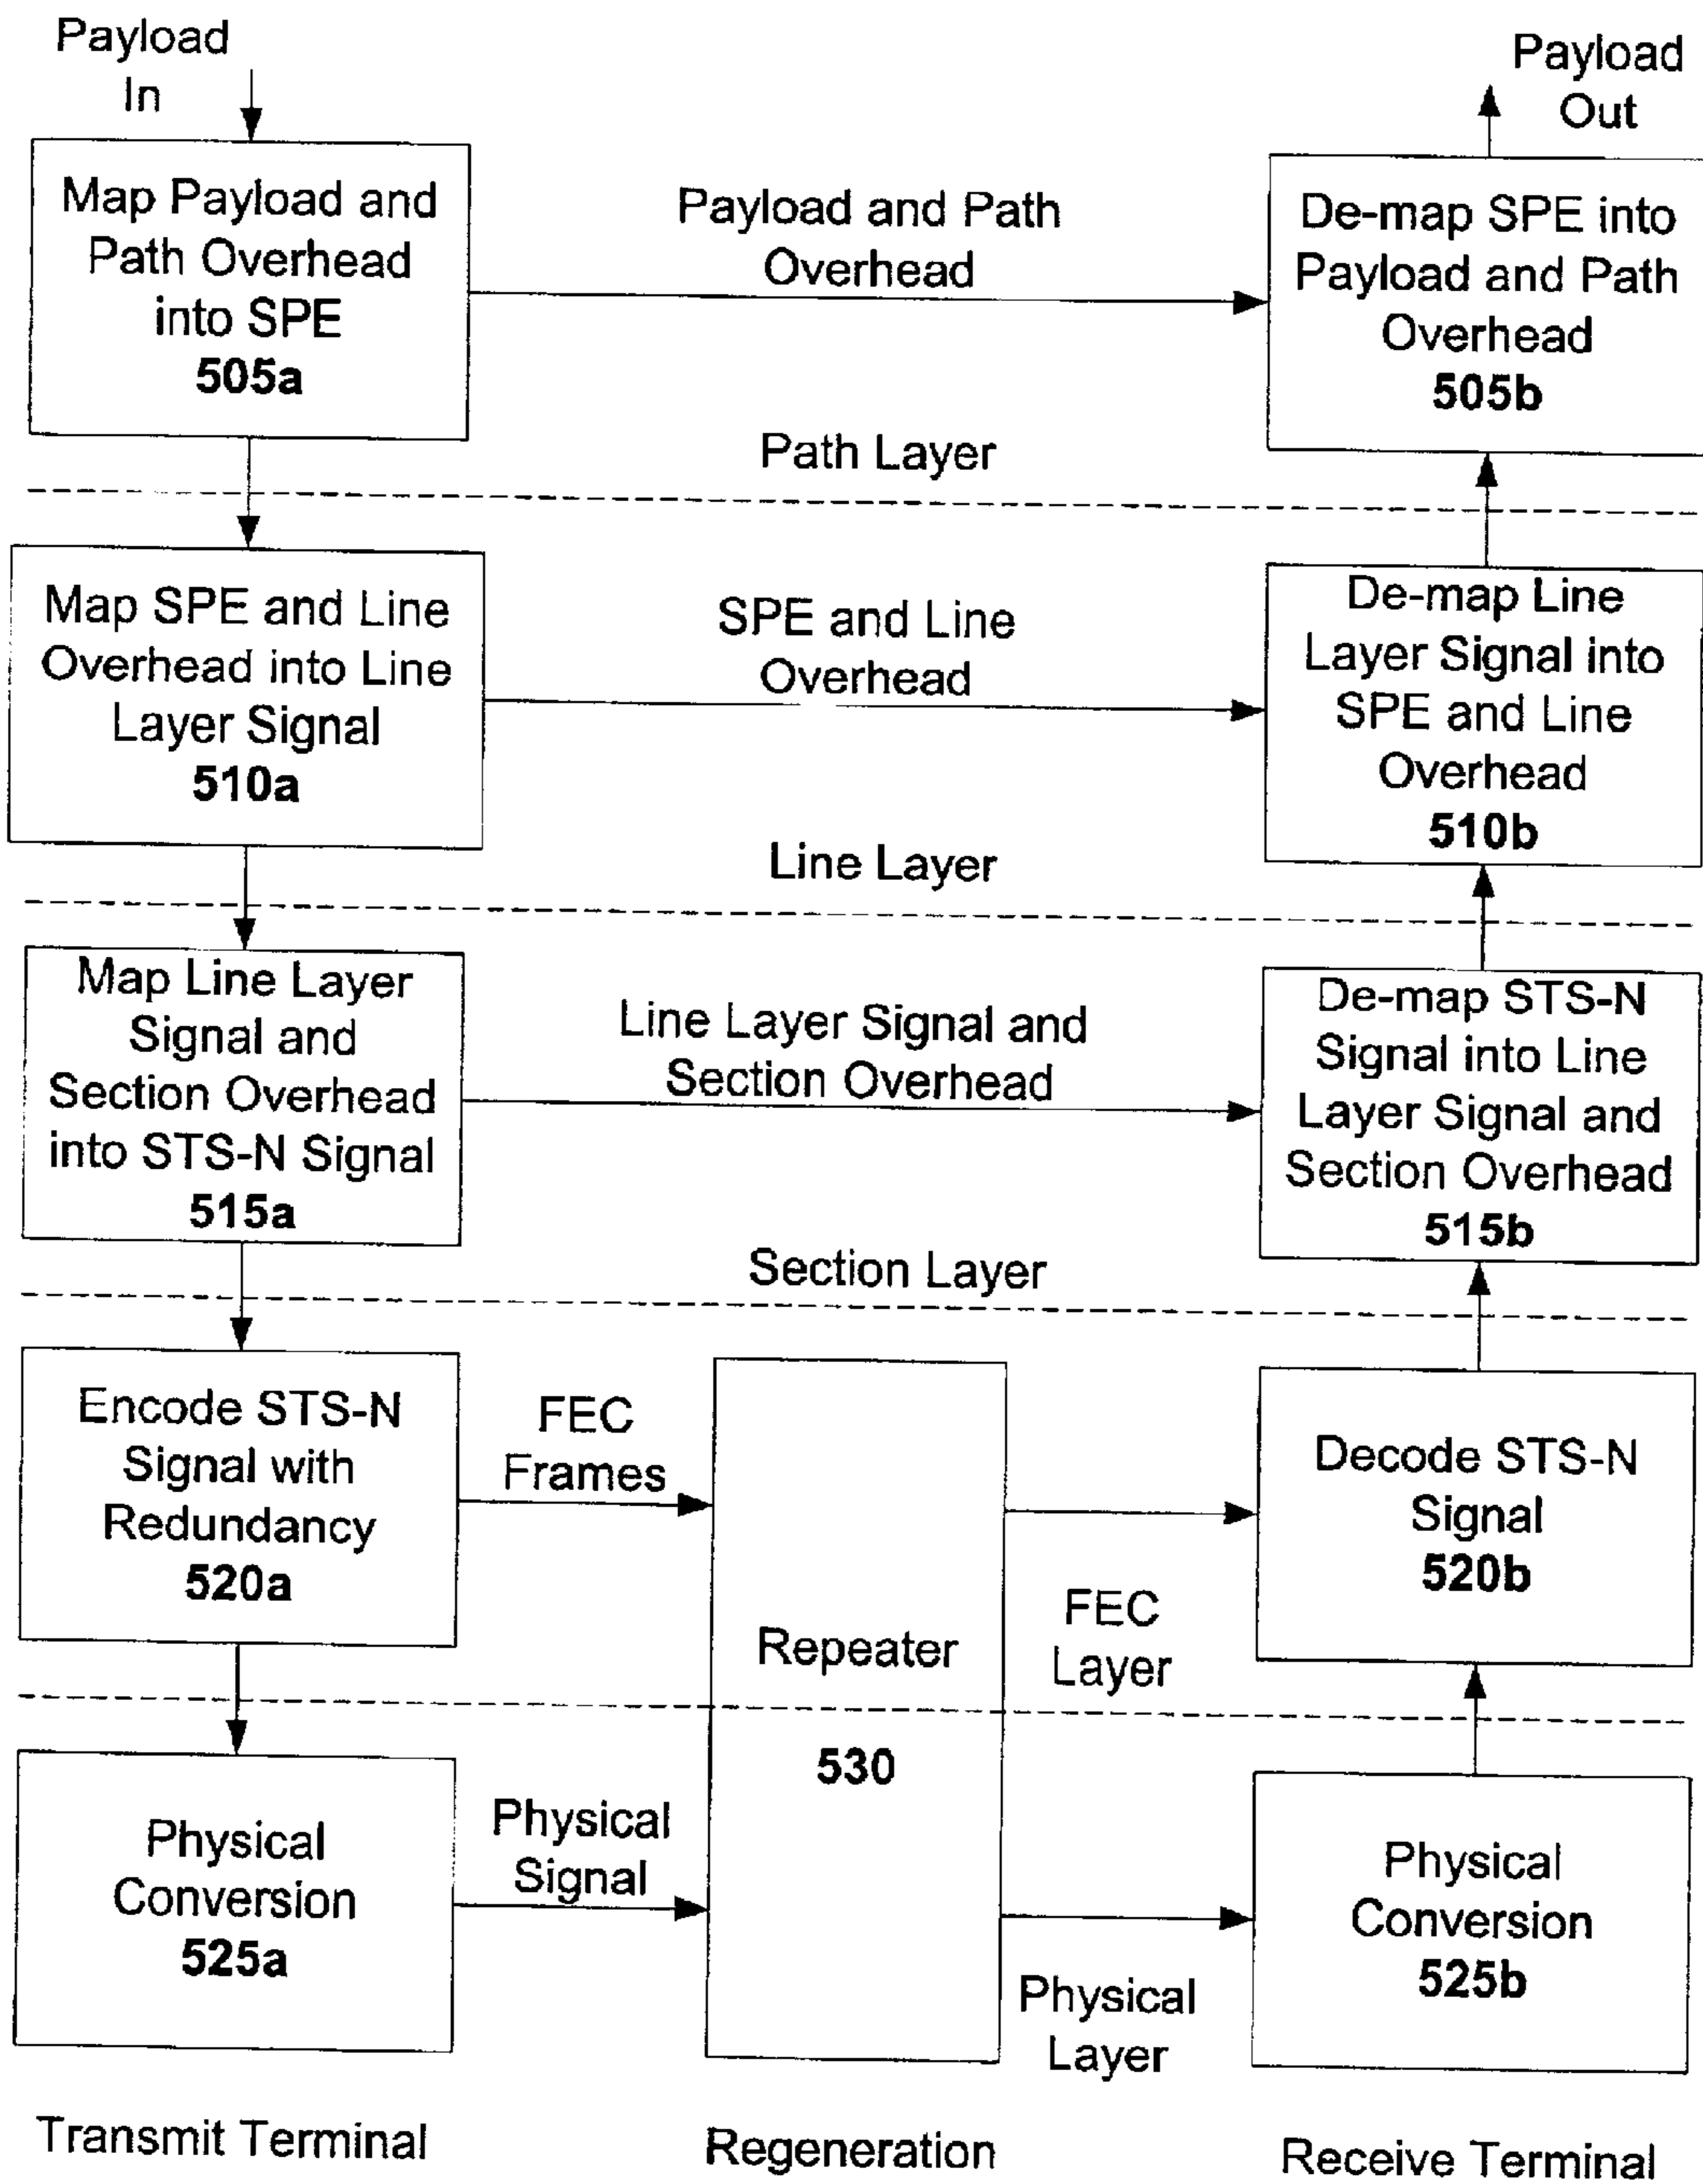 Payload
In
Payload
Out
Map Payload and
Path Overhead
into SPE
505a
Payload and Path
Overhead
De-map SPE into
Payload and Path
Overhead
505b
Path Layer
Map SPE and Line
Overhead into Line
Layer Signal
510a
SPE and Line
Overhead
De-map Line
Layer Signal into
SPE and Line
Overhead
510b
Line Layer
Map Line Layer
Signal and
Section Overhead
into STS-N Signal
515a
Line Layer Signal and
Section Overhead
De-map STS-N
Signal into Line
Layer Signal and
Section Overhead
515b
Section Layer
Encode STS-N
Signal with
Redundancy
520a
FEC
Frames
Repeater
530
FEC
Layer
Decode STS-N
Signal
520b
Physical
Conversion
525a
Physical
Signal
Physical
Layer
Physical
Conversion
525b
Transmit Terminal
Regeneration
Receive Terminal